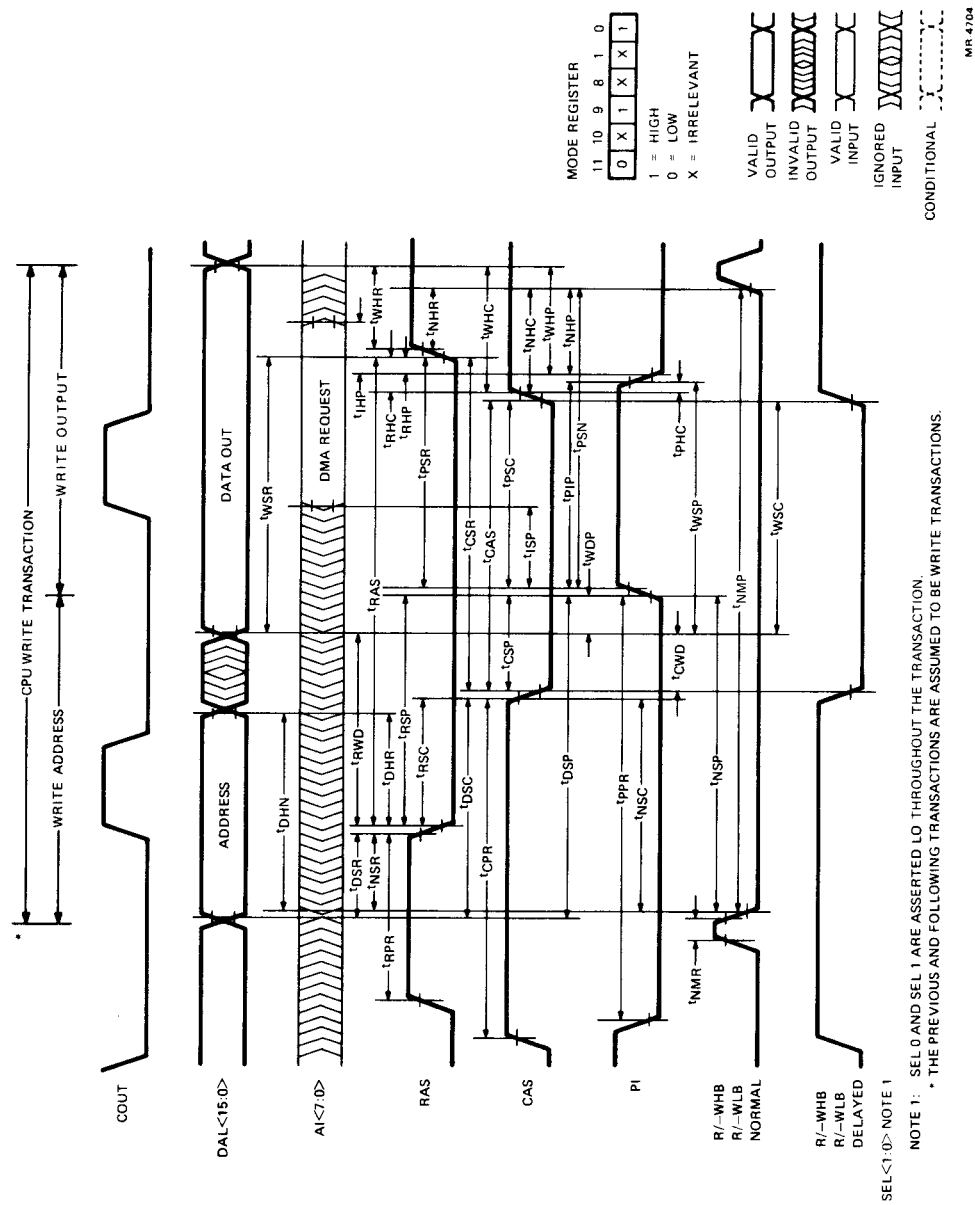 CPU WRITE TRANSACTION
*
WRITE ADDRESS
WRITE OUTPUT
COUT
DAL<15:0>
ADDRESS
DATA OUT
tDHN
tWSR
AI<7:0>
DMA REQUEST
tRWD
tDSR
tDHR
tNSR
tRAS
tRSP
tRPR
tRSC
tIHP
tRHC
tRHP
tWHR
tNHR
tPSR
RAS
tDSC
tCSR
tCPR
tCAS
tCSP
tPSC
tISP
tWHC
tNHC
tWHP
tNHP
CAS
tDSP
tWDP
tPIP
tPSN
tPPR
tNSC
tCWD
tPHC
tWSP
PI
tNMR
tNSP
tNMP
tWSC
R/–WHB
R/–WLB
NORMAL
R/–WHB
R/–WLB
DELAYED
SEL<1:0> NOTE 1
NOTE 1: SEL 0 AND SEL 1 ARE ASSERTED LO THROUGHOUT THE TRANSACTION.
* THE PREVIOUS AND FOLLOWING TRANSACTIONS ARE ASSUMED TO BE WRITE TRANSACTIONS.
MODE REGISTER
11 10 9 8 1 0
0 X 1 X X 1
1 = HIGH
0 = LOW
X = IRRELEVANT
VALID
OUTPUT
INVALID
OUTPUT
VALID
INPUT
IGNORED
INPUT
CONDITIONAL
MR-4704